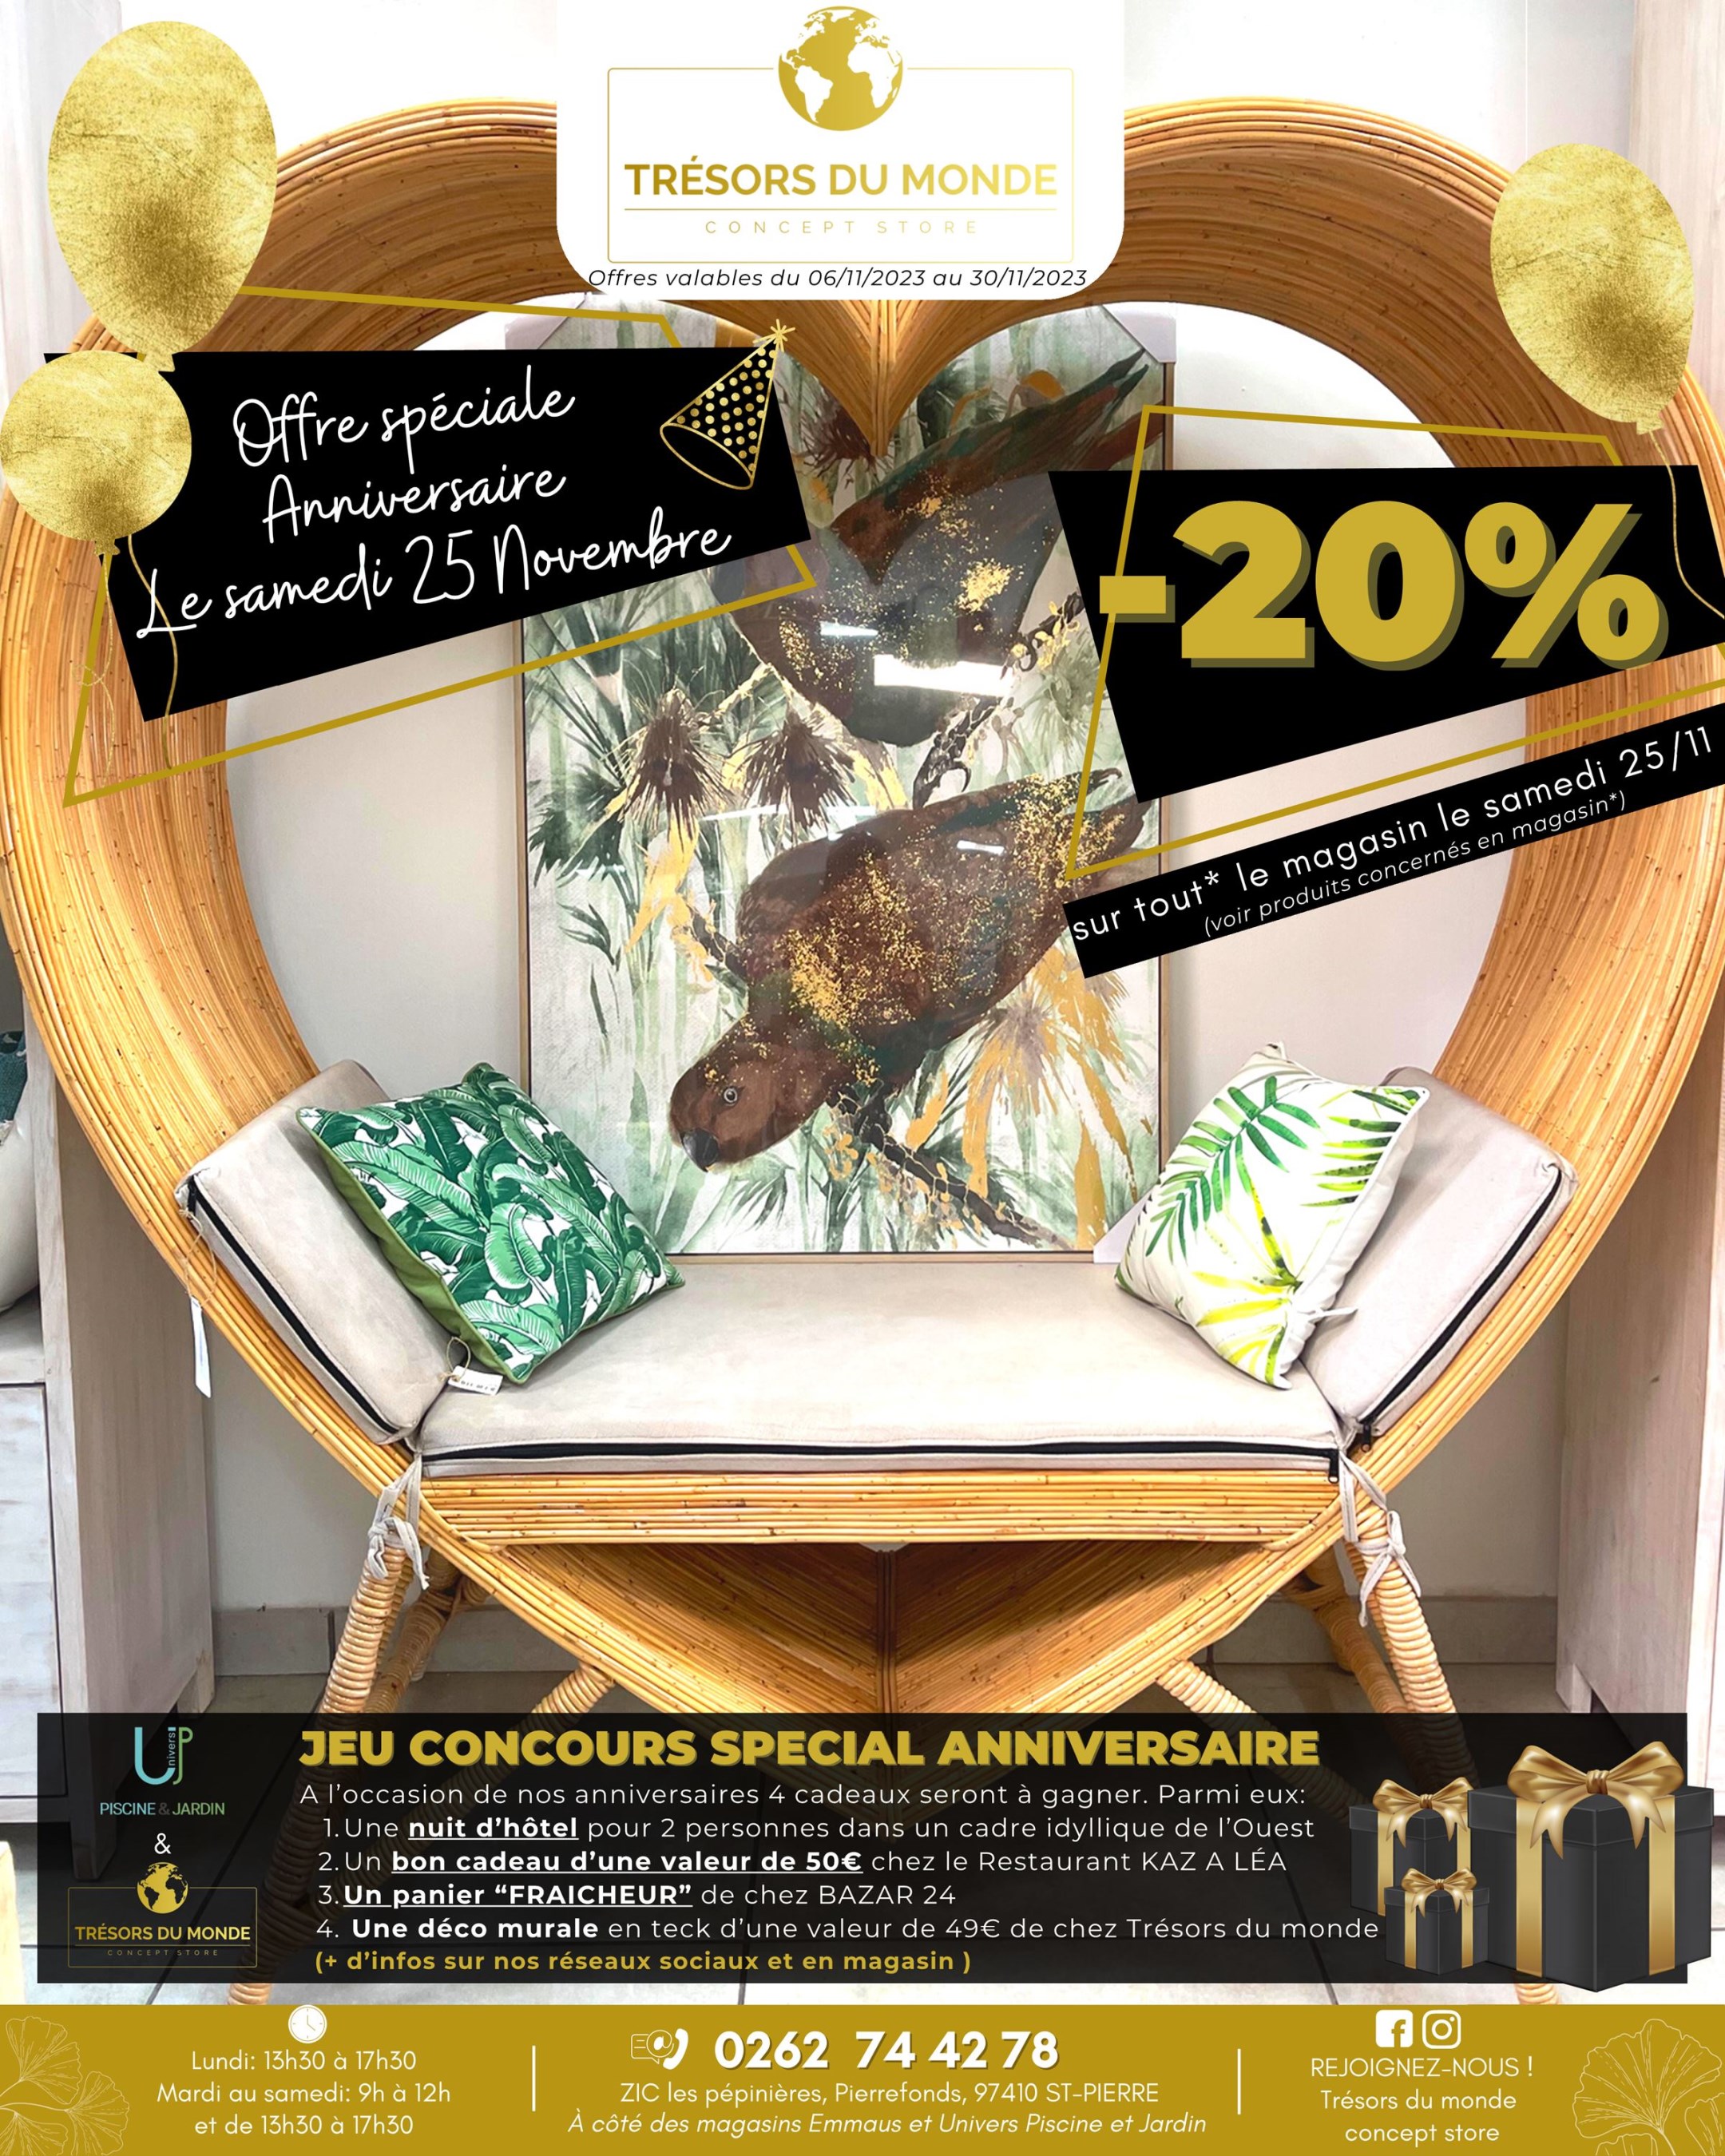 TRÉSORS DU MONDE
CONCEPT STORE
Offres valables du 06/11/2023 au 30/11/2023
Offre spéciale
Anniversaire
Le samedi 25 Novembre
-20%
sur tout* le magasin le samedi 25/11
(voir produits concernés en magasin*)
JEU CONCOURS SPECIAL ANNIVERSAIRE
A l'occasion de nos anniversaires 4 cadeaux seront à gagner. Parmi eux:
1. Une nuit d'hôtel pour 2 personnes dans un cadre idyllique de l'Ouest
2. Un bon cadeau d'une valeur de 50€ chez le Restaurant KAZ A LÉA
3. Un panier “FRAICHEUR” de chez BAZAR 24
4. Une déco murale en teck d'une valeur de 49€ de chez Trésors du monde
(+ d'infos sur nos réseaux sociaux et en magasin )
Univers P
PISCINE & JARDIN
&
TRÉSORS DU MONDE
CONCEPT STORE
Lundi: 13h30 à 17h30
Mardi au samedi: 9h à 12h
et de 13h30 à 17h30
0262 74 42 78
ZIC les pépinières, Pierrefonds, 97410 ST-PIERRE
À côté des magasins Emmaus et Univers Piscine et Jardin
REJOIGNEZ-NOUS !
Trésors du monde
concept store